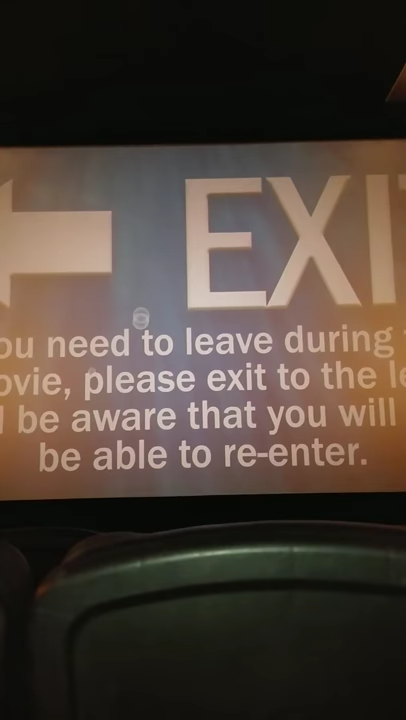 EXI
ou need to leave during
ovie, please exit to the le
be aware that you will
be able to re-enter.